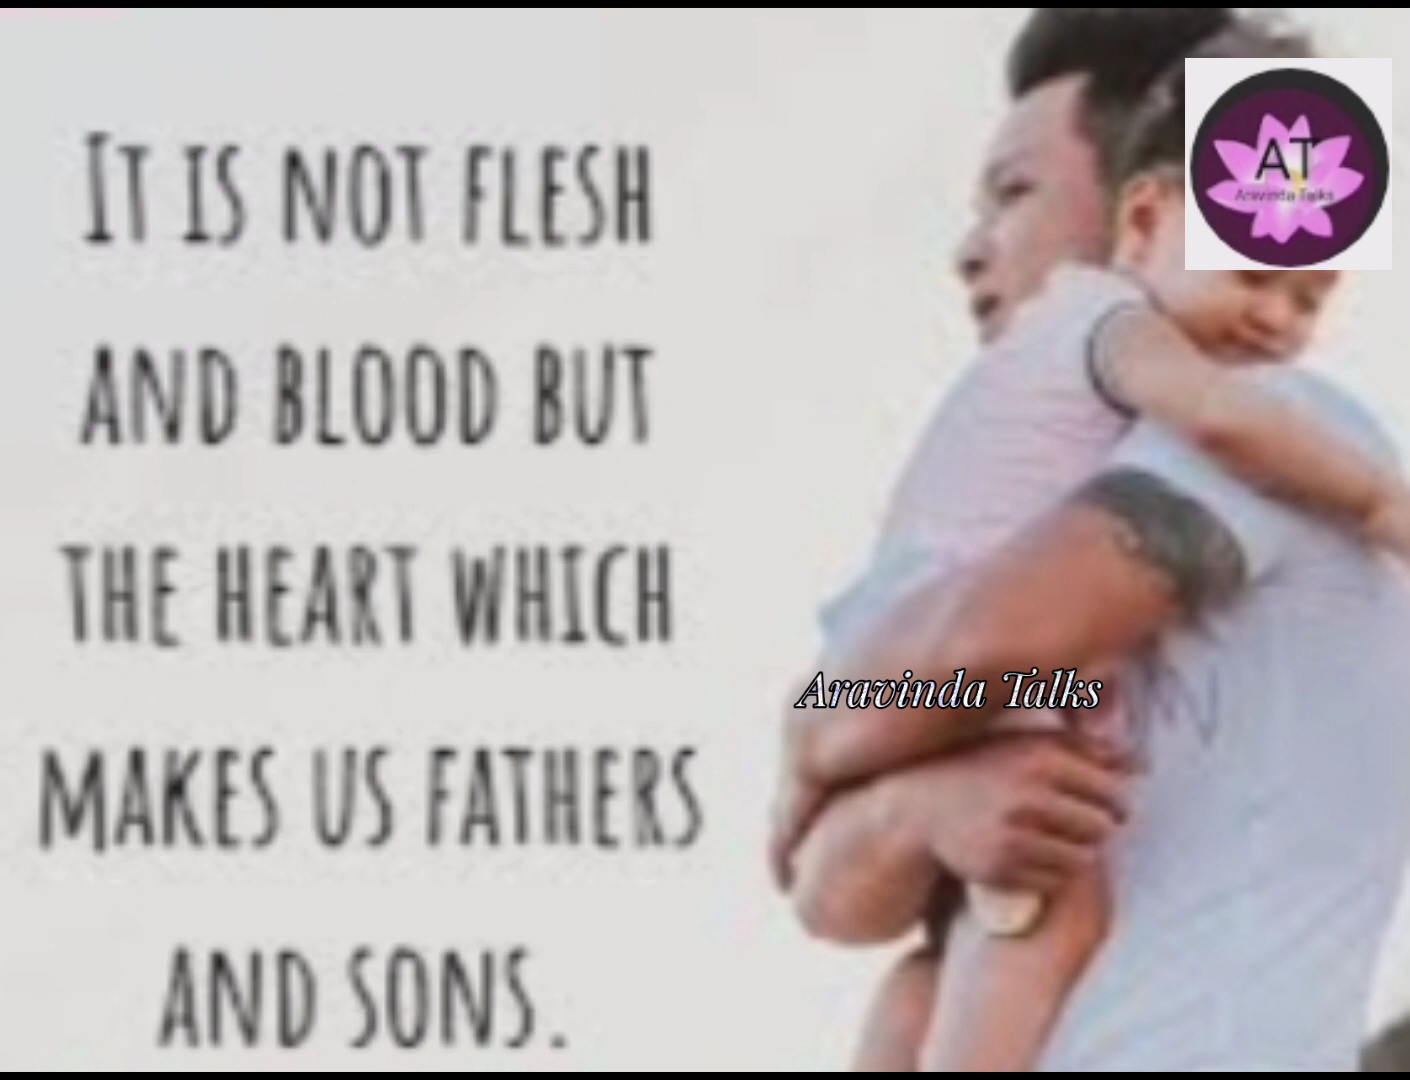 IT IS NOT FLESH
AND BLOOD BUT
THE HEART WHICH
MAKES US FATHERS
AND SONS.
AT
Aravinda Talks
Aravinda Talks